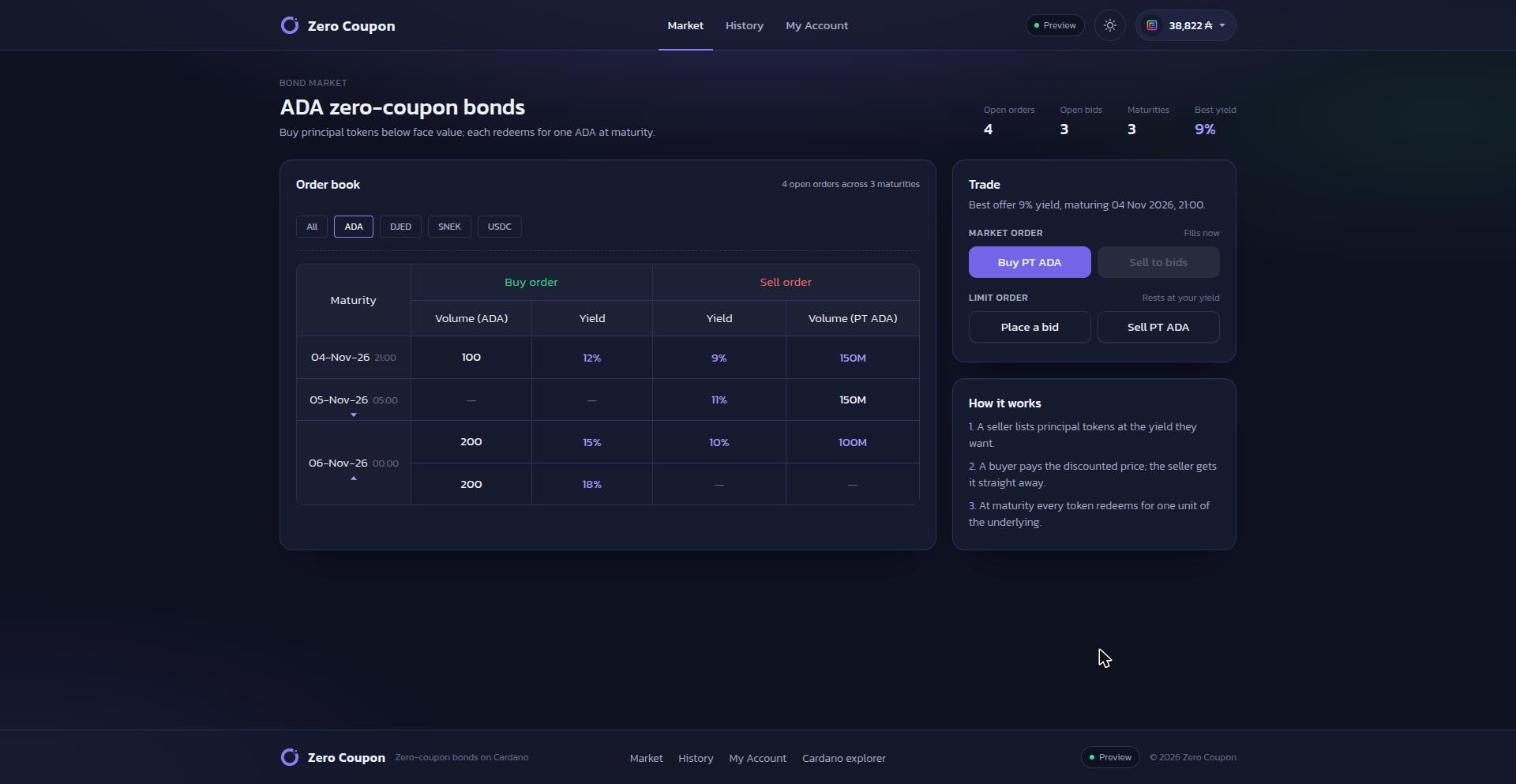 Zero Coupon
Market History My Account
Preview
38,822 ₳
BOND MARKET
ADA zero-coupon bonds
Buy principal tokens below face value; each redeems for one ADA at maturity.
Open orders Open bids Maturities Best yield
4 3 3 9%
Order book
4 open orders across 3 maturities
All ADA DJED SNEK USDC
Maturity Buy order Sell order
Volume (ADA) Yield Yield Volume (PT ADA)
04-Nov-26 21:00 100 12% 9% 150M
05-Nov-26 05:00 — — 11% 150M
06-Nov-26 00:00 200 15% 10% 100M
200 18% — —
Trade
Best offer 9% yield, maturing 04 Nov 2026, 21:00.
MARKET ORDER Fills now
Buy PT ADA Sell to bids
LIMIT ORDER Rests at your yield
Place a bid Sell PT ADA
How it works
1. A seller lists principal tokens at the yield they
want.
2. A buyer pays the discounted price; the seller gets
it straight away.
3. At maturity every token redeems for one unit of
the underlying.
Zero Coupon Zero-coupon bonds on Cardano
Market History My Account Cardano explorer
Preview © 2026 Zero Coupon